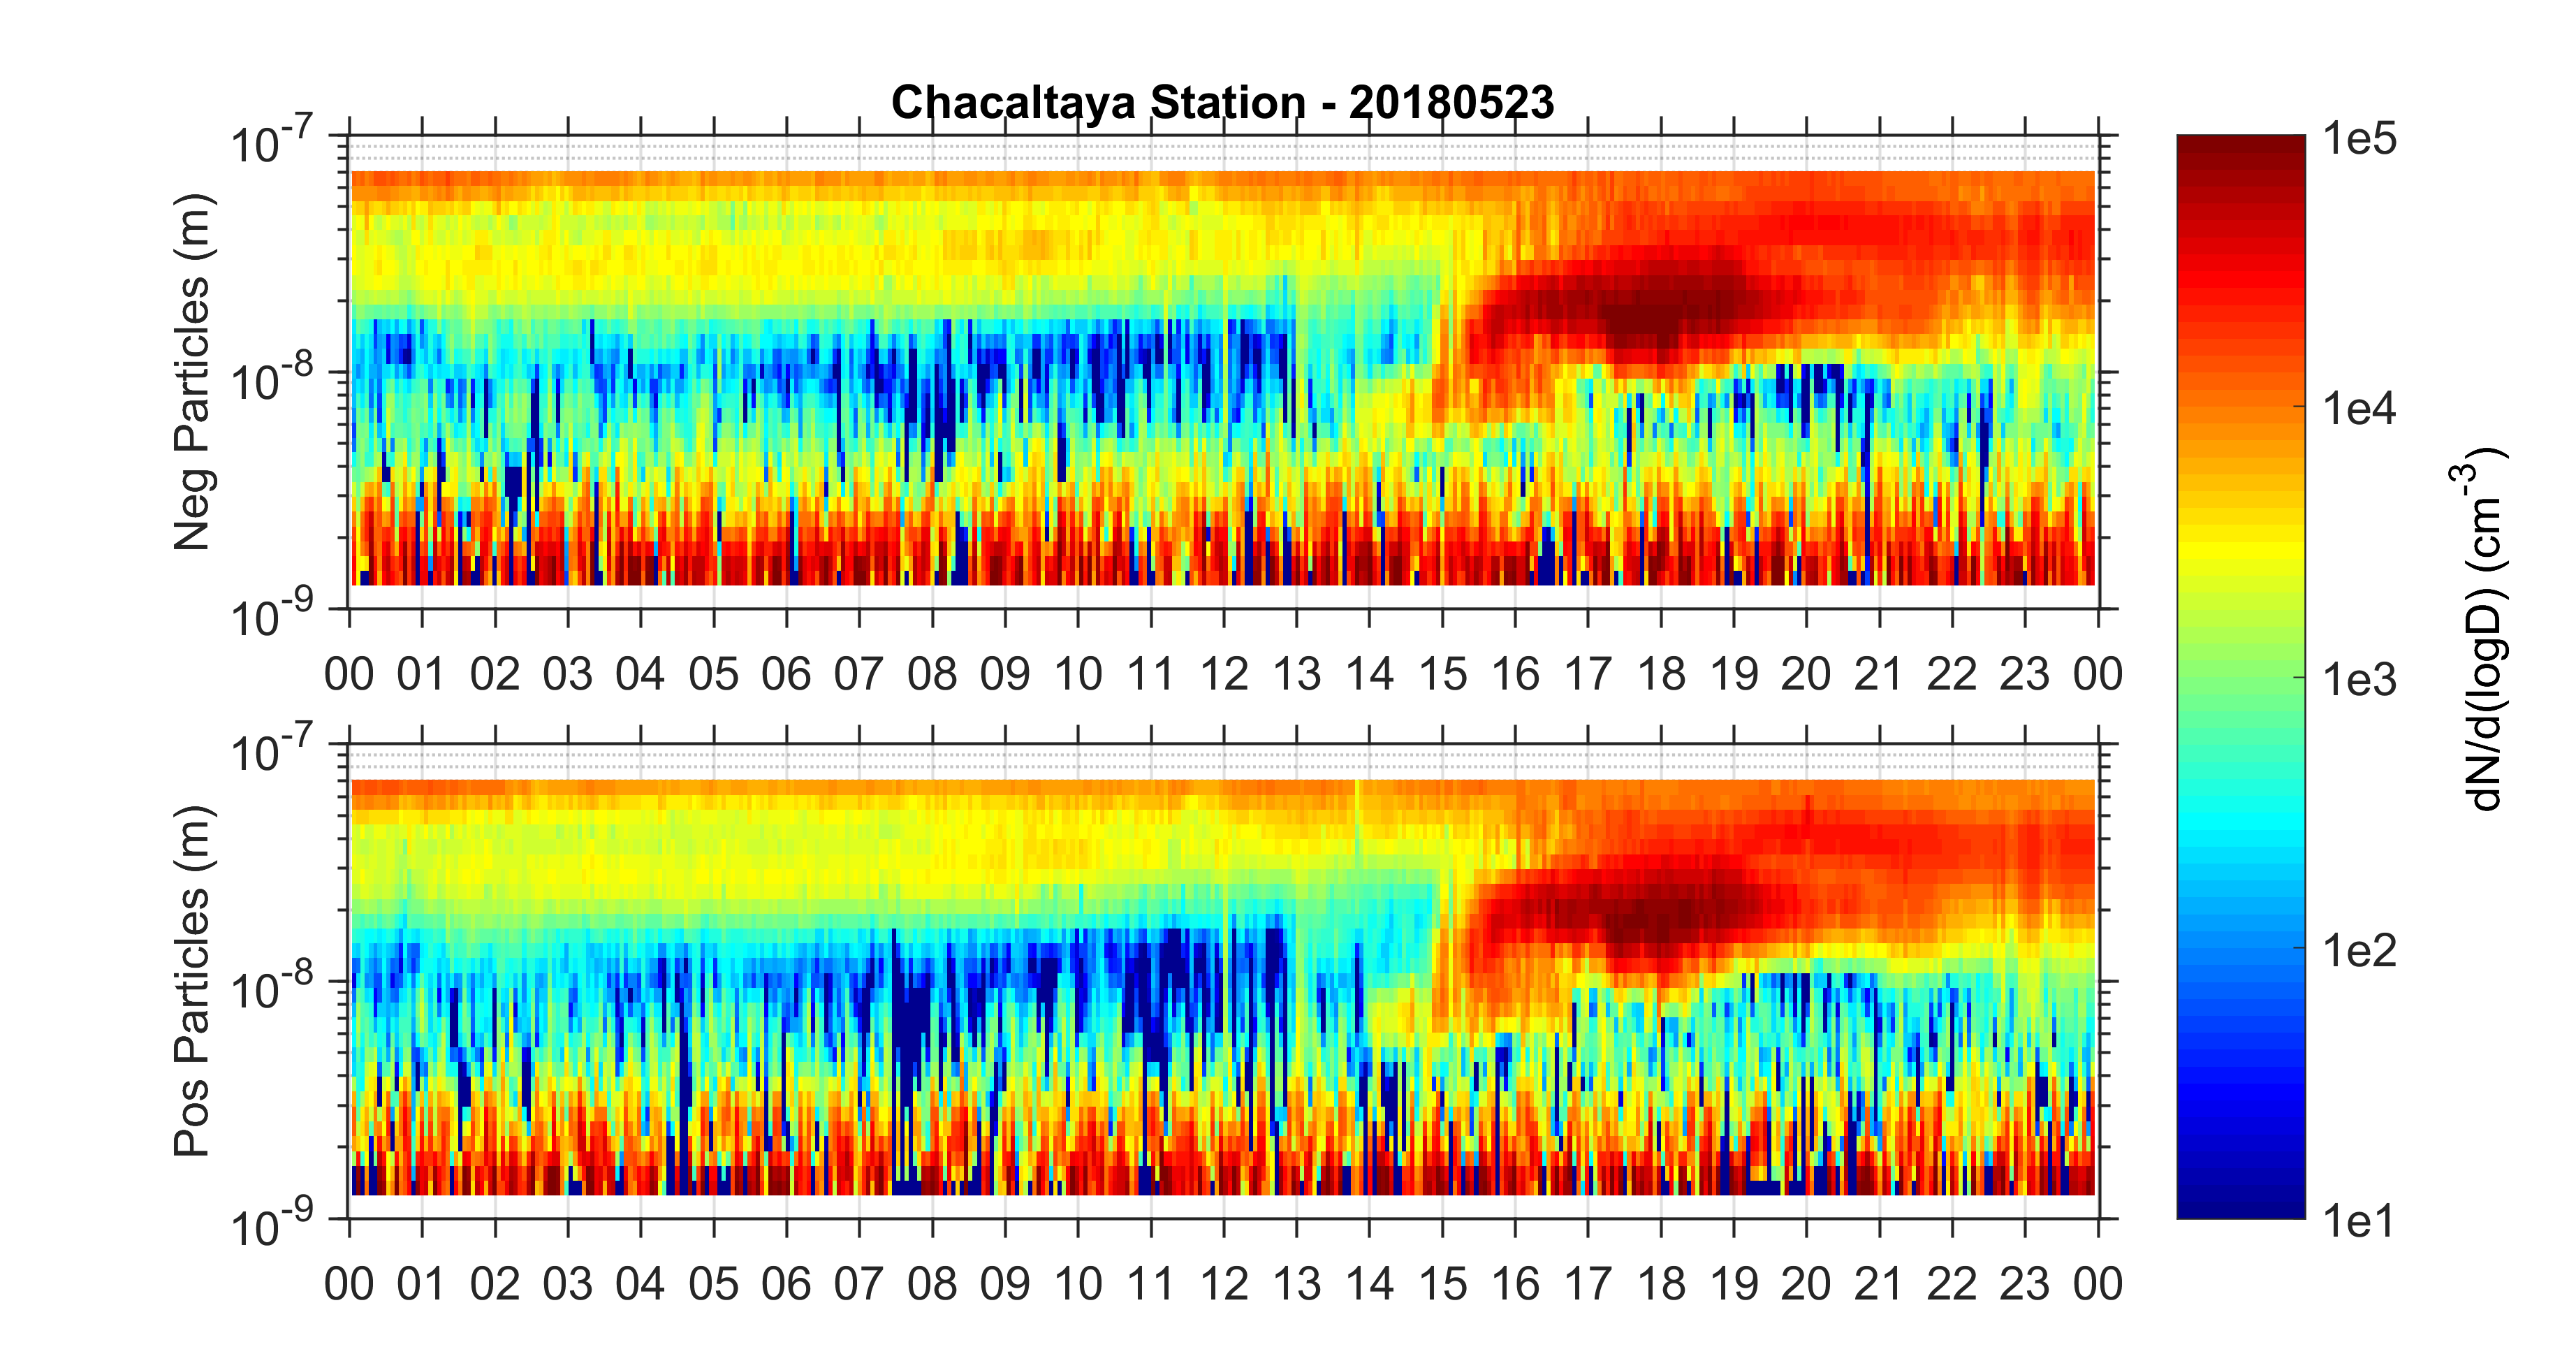 Chacaltaya Station - 20180523
10-7
10-8
10-9
Neg Particles (m)
00 01 02 03 04 05 06 07 08 09 10 11 12 13 14 15 16 17 18 19 20 21 22 23 00
10-7
10-8
10-9
Pos Particles (m)
00 01 02 03 04 05 06 07 08 09 10 11 12 13 14 15 16 17 18 19 20 21 22 23 00
1e5
1e4
1e3
1e2
1e1
dN/d(logD) (cm-3)